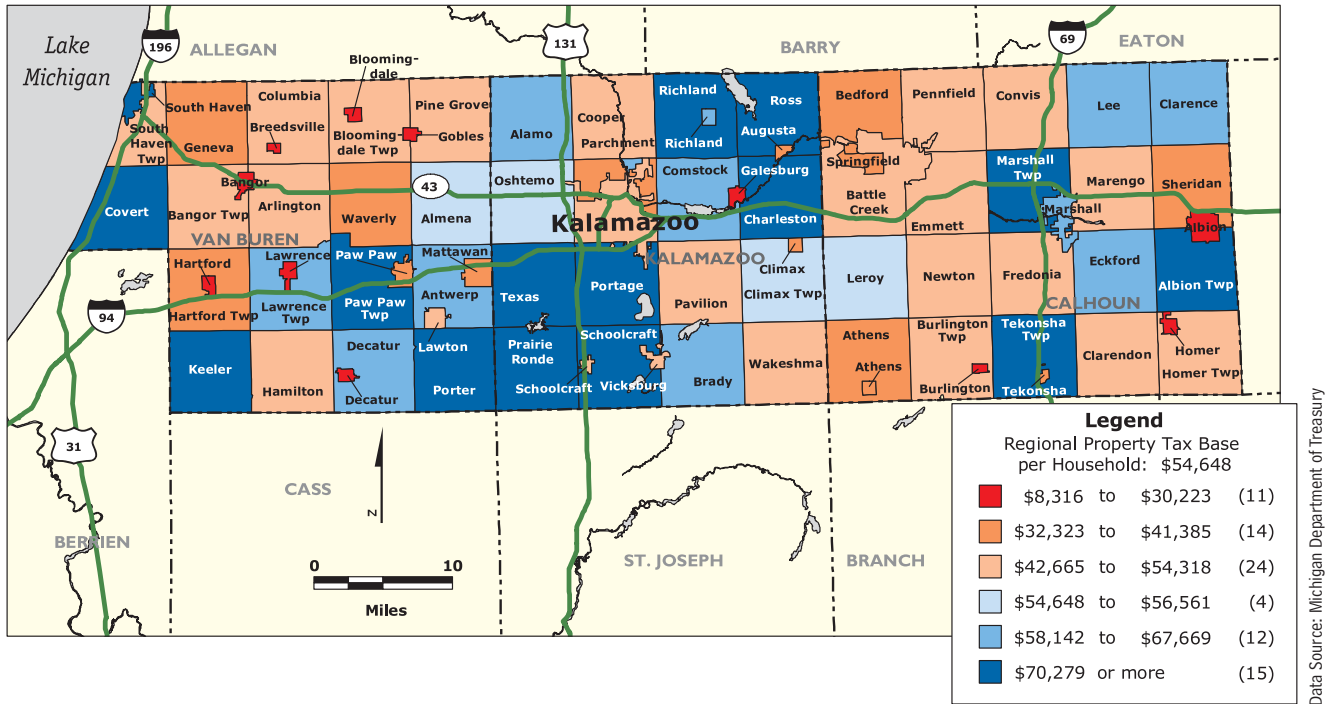 Lake
Michigan
196
ALLEGAN
131
BARRY
69
EATON
Blooming-
dale
South Haven
Columbia
Pine Grove
Richland
Ross
Bedford
Pennfield
Convis
Lee
Clarence
South
Haven
Twp
Geneva
Breedsville
Blooming-
dale Twp
Gobles
Alamo
Cooper
Parchment
Richland
Augusta
Springfield
Marshall
Twp
Covert
Bangor
Bangor Twp
Arlington
Waverly
43
Almena
Oshtemo
Comstock
Galesburg
Charleston
Battle
Creek
Emmett
Marshall
Marengo
Sheridan
Albion
Kalamazoo
VAN BUREN
Hartford
Lawrence
Paw Paw
Mattawan
KALAMAZOO
Climax
Climax Twp
Leroy
Newton
Fredonia
Eckford
CALHOUN
Albion Twp
94
Hartford Twp
Lawrence
Twp
Paw Paw
Twp
Antwerp
Texas
Portage
Pavilion
Keeler
Hamilton
Decatur
Decatur
Lawton
Porter
Prairie
Ronde
Schoolcraft
Schoolcraft
Vicksburg
Brady
Wakeshma
Athens
Athens
Burlington
Twp
Burlington
Tekonsha
Twp
Tekonsha
Clarendon
Homer
Homer Twp
31
N
CASS
BERRIEN
ST. JOSEPH
BRANCH
0 10
Miles
Legend
Regional Property Tax Base
per Household: $54,648
$8,316 to $30,223 (11)
$32,323 to $41,385 (14)
$42,665 to $54,318 (24)
$54,648 to $56,561 (4)
$58,142 to $67,669 (12)
$70,279 or more (15)
Data Source: Michigan Department of Treasury